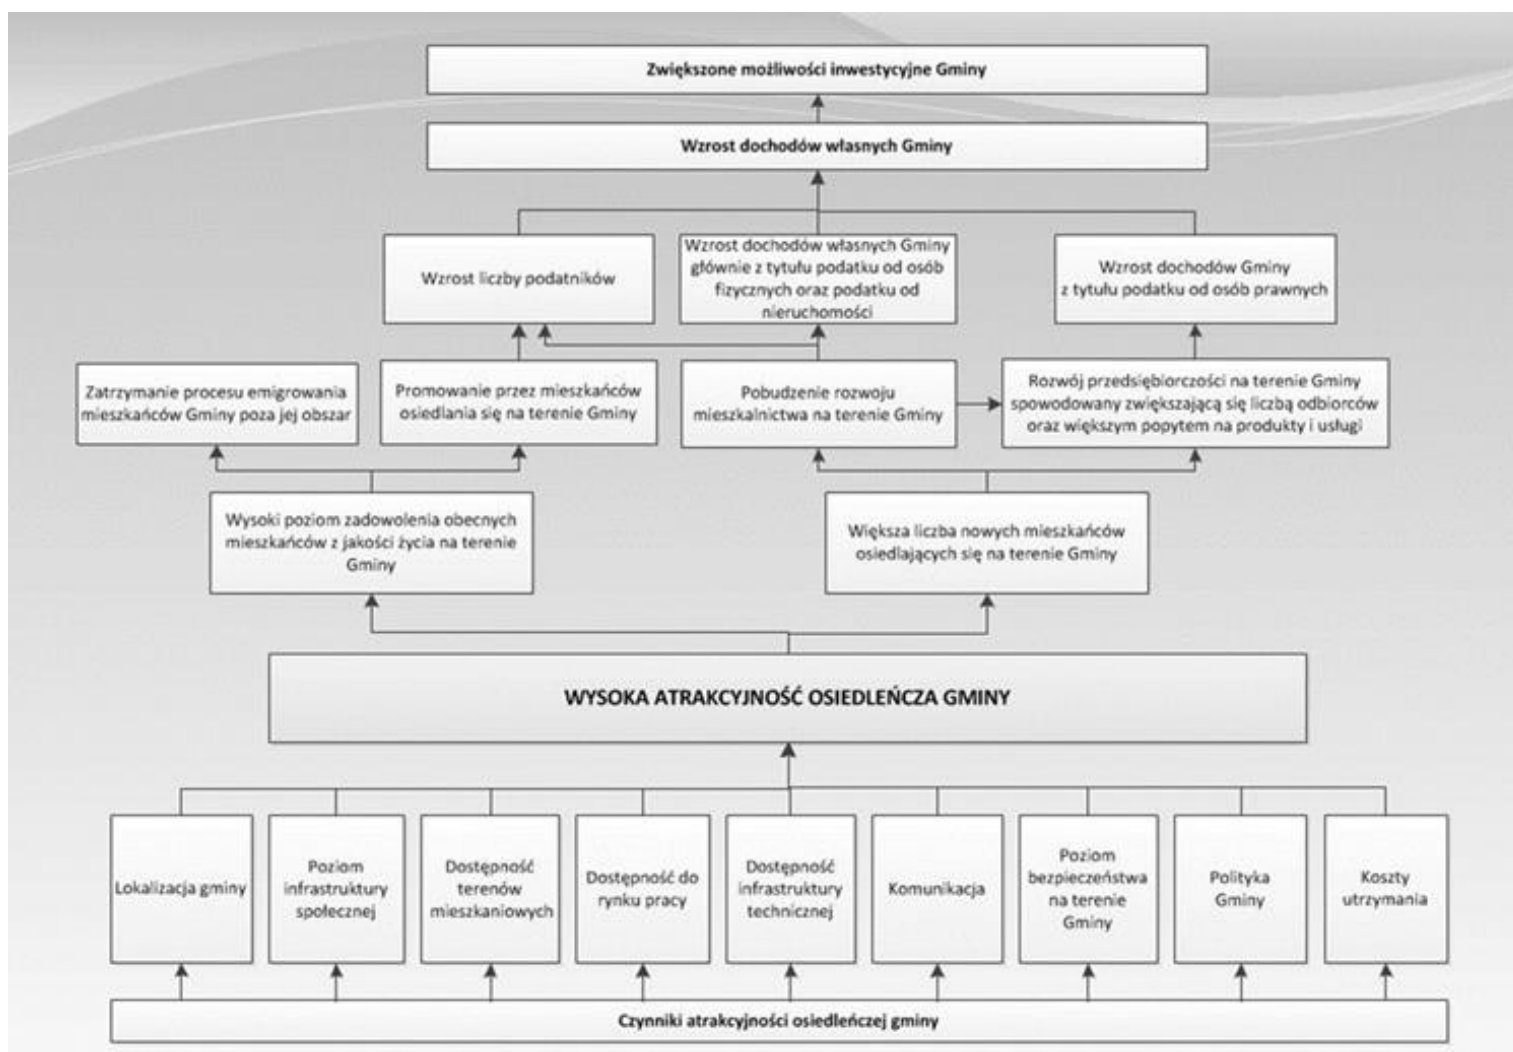 Zwiększone możliwości inwestycyjne Gminy
Wzrost dochodów własnych Gminy
Wzrost liczby podatników
Wzrost dochodów własnych Gminy
głównie z tytułu podatku od osób
fizycznych oraz podatku od
nieruchomości
Wzrost dochodów Gminy
z tytułu podatku od osób prawnych
Zatrzymanie procesu emigrowania
mieszkańców Gminy poza jej obszar
Promowanie przez mieszkańców
osiedlania się na terenie Gminy
Pobudzenie rozwoju
mieszkalnictwa na terenie Gminy
Rozwój przedsiębiorczości na terenie Gminy
spowodowany zwiększającą się liczbą odbiorców
oraz większym popytem na produkty i usługi
Wysoki poziom zadowolenia obecnych
mieszkańców z jakości życia na terenie
Gminy
Większa liczba nowych mieszkańców
osiedlających się na terenie Gminy
WYSOKA ATRAKCYJNOŚĆ OSIEDLEŃCZA GMINY
Lokalizacja gminy
Poziom
infrastruktury
społecznej
Dostępność
terenów
mieszkaniowych
Dostępność do
rynku pracy
Dostępność
infrastruktury
technicznej
Komunikacja
Poziom
bezpieczeństwa
na terenie
Gminy
Polityka
Gminy
Koszty
utrzymania
Czynniki atrakcyjności osiedleńczej gminy